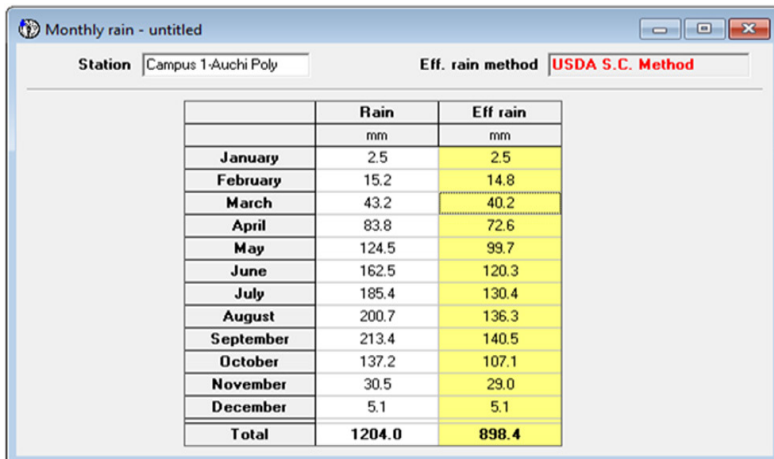 Monthly rain - untitled
Station Campus 1-Auchi Poly Eff. rain method USDA S.C. Method
Rain Eff rain
mm mm
January 2.5 2.5
February 15.2 14.8
March 43.2 40.2
April 83.8 72.6
May 124.5 99.7
June 162.5 120.3
July 185.4 130.4
August 200.7 136.3
September 213.4 140.5
October 137.2 107.1
November 30.5 29.0
December 5.1 5.1
Total 1204.0 898.4